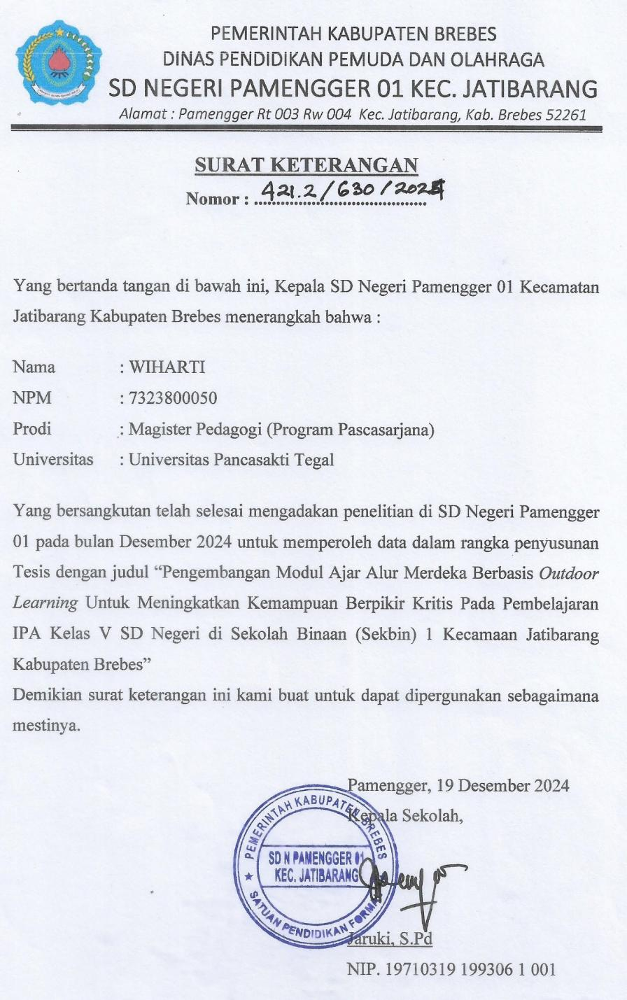 PEMERINTAH KABUPATEN BREBES
DINAS PENDIDIKAN PEMUDA DAN OLAHRAGA
SD NEGERI PAMENGGER 01 KEC. JATIBARANG
Alamat : Pamengger Rt 003 Rw 004 Kec. Jatibarang, Kab. Brebes 52261
SURAT KETERANGAN
Nomor : 421.2/630/2024
Yang bertanda tangan di bawah ini, Kepala SD Negeri Pamengger 01 Kecamatan
Jatibarang Kabupaten Brebes menerangkah bahwa :
Nama : WIHARTI
NPM : 7323800050
Prodi : Magister Pedagogi (Program Pascasarjana)
Universitas : Universitas Pancasakti Tegal
Yang bersangkutan telah selesai mengadakan penelitian di SD Negeri Pamengger
01 pada bulan Desember 2024 untuk memperoleh data dalam rangka penyusunan
Tesis dengan judul “Pengembangan Modul Ajar Alur Merdeka Berbasis Outdoor
Learning Untuk Meningkatkan Kemampuan Berpikir Kritis Pada Pembelajaran
IPA Kelas V SD Negeri di Sekolah Binaan (Sekbin) 1 Kecamaan Jatibarang
Kabupaten Brebes”
Demikian surat keterangan ini kami buat untuk dapat dipergunakan sebagaimana
mestinya.
Pamengger, 19 Desember 2024
Kepala Sekolah,
PEMERINTAH KABUPATEN BREBES
SD N PAMENGGER 01
KEC. JATIBARANG
SATUAN PENDIDIKAN FORMAL
Jaruki, S.Pd
NIP. 19710319 199306 1 001